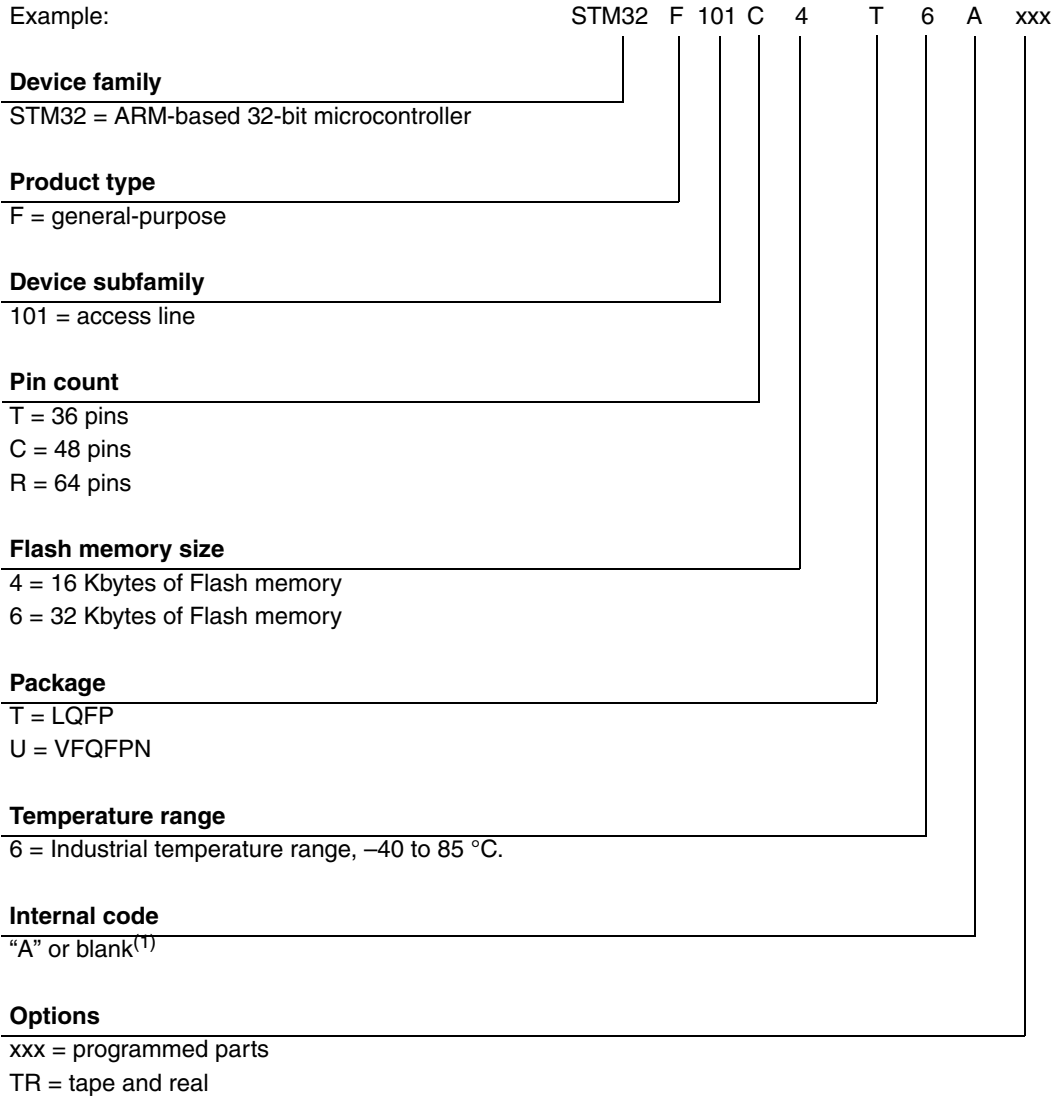 Example: STM32 F 101 C 4 T 6 A xxx
Device family
STM32 = ARM-based 32-bit microcontroller
Product type
F = general-purpose
Device subfamily
101 = access line
Pin count
T = 36 pins
C = 48 pins
R = 64 pins
Flash memory size
4 = 16 Kbytes of Flash memory
6 = 32 Kbytes of Flash memory
Package
T = LQFP
U = VFQFPN
Temperature range
6 = Industrial temperature range, –40 to 85 °C.
Internal code
“A” or blank(1)
Options
xxx = programmed parts
TR = tape and real